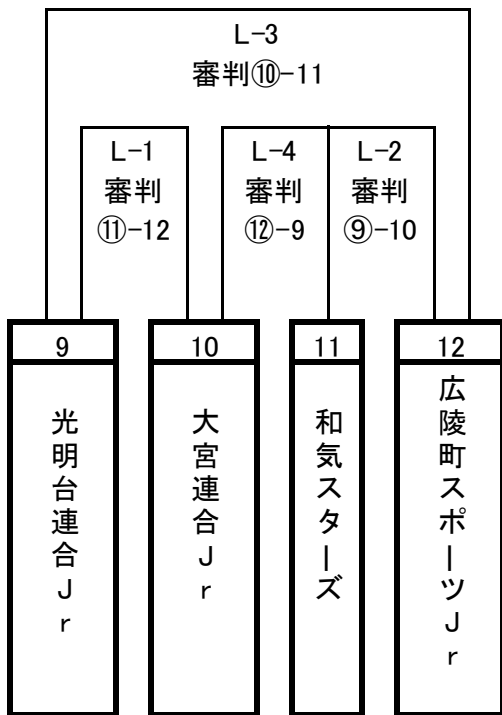 L-3
審判⑩-11
L-1
審判
⑪-12
L-4
審判
⑫-9
L-2
審判
⑨-10
9
10
11
12
光明台連合Jr
大宮連合Jr
和気スターズ
広陵町スポーツJr